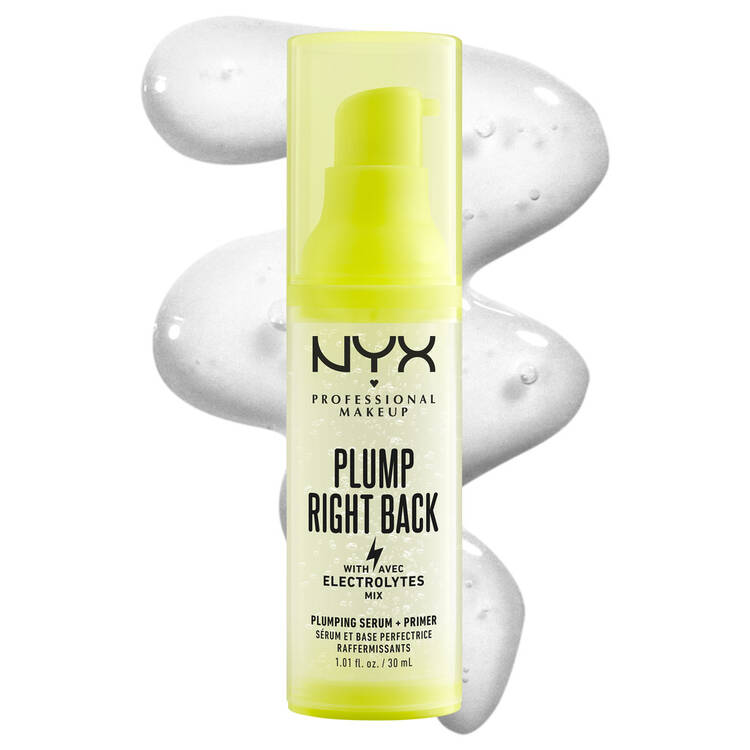 NYX
PROFESSIONAL
MAKEUP
PLUMP
RIGHT BACK
WITH AVEC
ELECTROLYTES
MIX
PLUMPING SERUM + PRIMER
SÉRUM ET BASE PERFECTRICE
RAFFERMISSANTS
1.01 fl. oz. / 30 mL